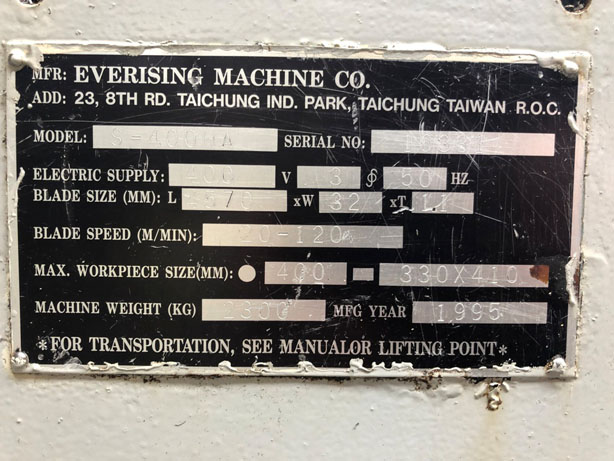 MFR: EVERISING MACHINE CO.
ADD: 23, 8TH RD. TAICHUNG IND. PARK, TAICHUNG TAIWAN R.O.C.
MODEL: SERIAL NO:
ELECTRIC SUPPLY: 400 V 3 ∮ 50 HZ
BLADE SIZE (MM): L xW 32 xT 1.1
BLADE SPEED (M/MIN): 20-120
MAX. WORKPIECE SIZE(MM): 400 330X410
MACHINE WEIGHT (KG) 2300 MFG YEAR 1995
*FOR TRANSPORTATION, SEE MANUALOR LIFTING POINT*